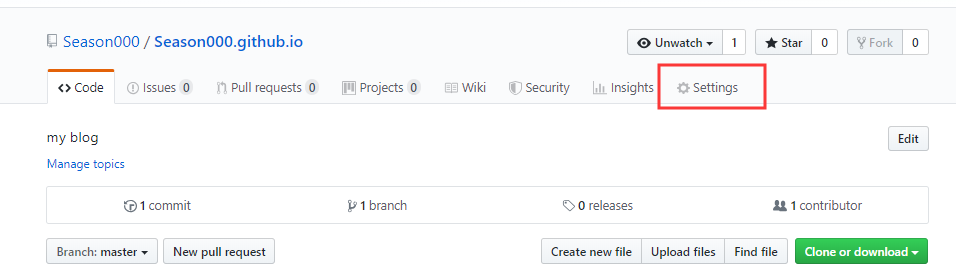 Season000 / Season000.github.io
Unwatch 1 Star 0 Fork 0
Code Issues 0 Pull requests 0 Projects 0 Wiki Security Insights Settings
my blog
Edit
Manage topics
1 commit 1 branch 0 releases 1 contributor
Branch: master New pull request Create new file Upload files Find file Clone or download